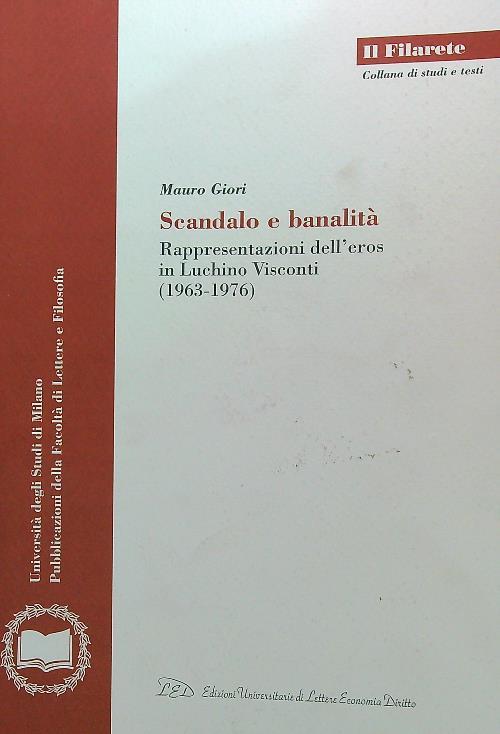 Il Filarete
Collana di studi e testi
Mauro Giori
Scandalo e banalità
Rappresentazioni dell'eros
in Luchino Visconti
(1963-1976)
Università degli Studi di Milano
Pubblicazioni della Facoltà di Lettere e Filosofia
LED Edizioni Universitarie di Lettere Economia Diritto